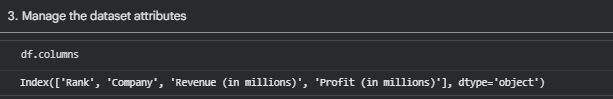 3. Manage the dataset attributes
df.columns
Index(['Rank', 'Company', 'Revenue (in millions)', 'Profit (in millions)'], dtype='object')